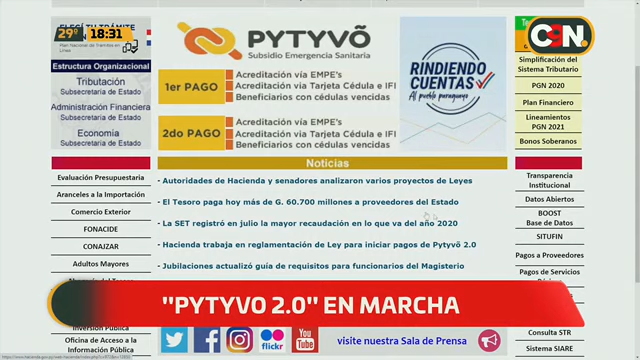 29º 18:31
Plan Nacional de Trámites en
Línea
Estructura Organizacional
Tributación
Subsecretaría de Estado
Administración Financiera
Subsecretaría de Estado
Economía
Subsecretaría de Estado
PYTYVÕ
Subsidio Emergencia Sanitaria
1er PAGO
Acreditación vía EMPE's
Acreditación vía Tarjeta Cédula e IFI
Beneficiarios con cédulas vencidas
2do PAGO
Acreditación vía EMPE's
Acreditación vía Tarjeta Cédula e IFI
Beneficiarios con cédulas vencidas
RINDIENDO
CUENTAS
Al pueblo paraguayo
C9N
Simplificación del
Sistema Tributario
PGN 2020
Plan Financiero
Lineamientos
PGN 2021
Bonos Soberanos
Evaluación Presupuestal
Aranceles a la Importación
Comercio Exterior
FONACIDE
CONAJZAR
Adultos Mayores
Inversión Pública
Oficina de Acceso a
la Información Pública
Noticias
- Autoridades de Hacienda y senadores analizaron varios proyectos de Leyes
- El Tesoro paga hoy más de G. 60.700 millones a proveedores del Estado
- La SET registró en julio la mayor recaudación en lo que va del año 2020
- Hacienda trabaja en reglamentación de Ley para iniciar pagos de Pytyvõ 2.0
- Jubilaciones actualizó guía de requisitos para funcionarios del Magisterio
Transparencia
Institucional
Datos Abiertos
BOOST
Base de Datos
SITUFIN
Pagos a Proveedores
Pagos de Servicios
Consulta STR
Sistema SIARE
"PYTYVO 2.0" EN MARCHA
flickr
visite nuestra Sala de Prensa